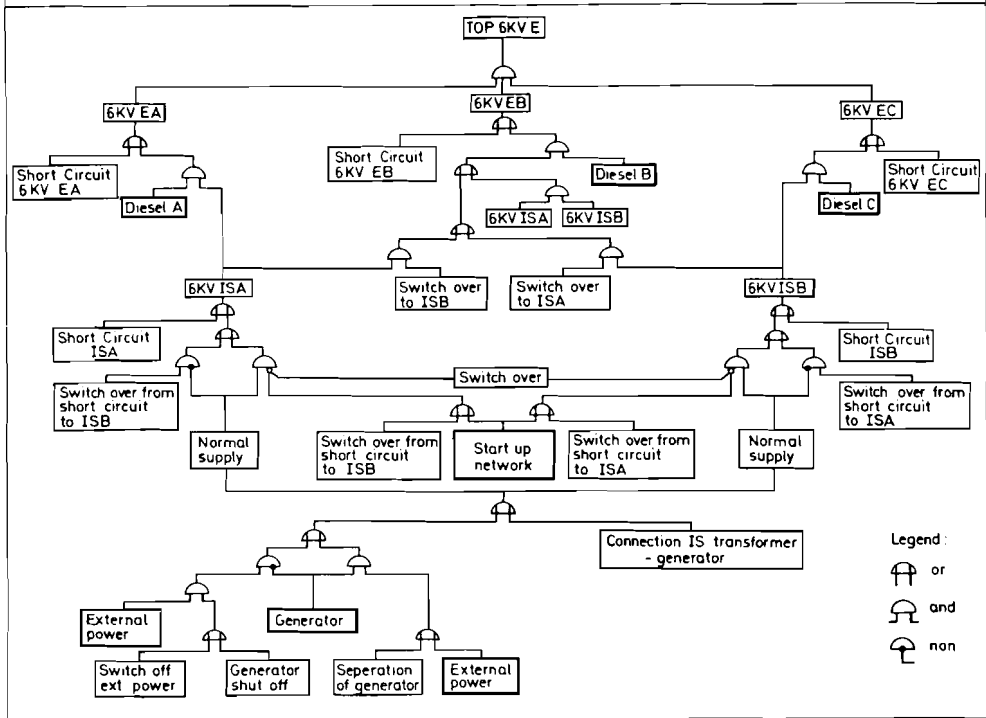 TOP 6KV E
6KV EA
6KV EB
6KV EC
Short Circuit
6KV EA
Diesel A
Short Circuit
6KV EB
Diesel B
6KV ISA
6KV ISB
Diesel C
Short Circuit
6KV EC
6KV ISA
Switch over
to ISB
Switch over
to ISA
6KV ISB
Short Circuit
ISA
Short Circuit
ISB
Switch over from
short circuit
to ISB
Switch over
Switch over from
short circuit
to ISA
Normal
supply
Switch over from
short circuit
to ISB
Start up
network
Switch over from
short circuit
to ISA
Normal
supply
Connection IS transformer
- generator
External
power
Generator
Switch off
ext power
Generator
shut off
Seperation
of generator
External
power
Legend :
or
and
non